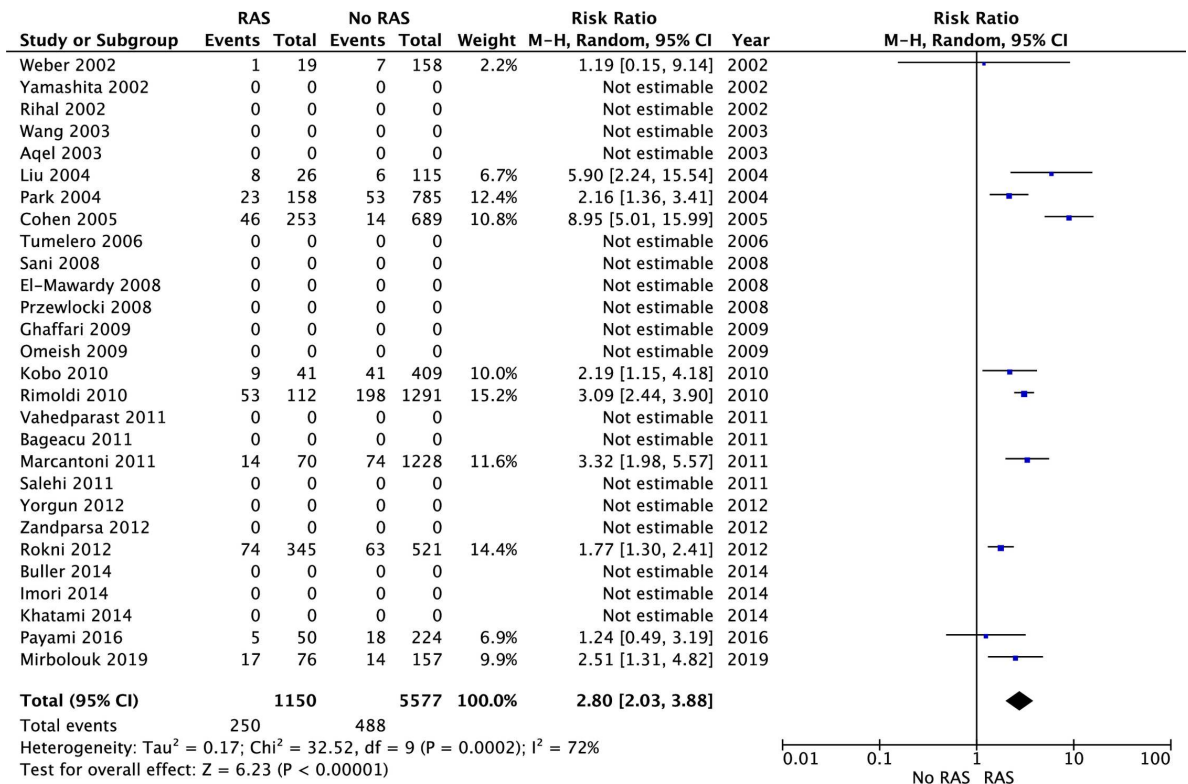 RAS No RAS Risk Ratio Risk Ratio
Study or Subgroup Events Total Events Total Weight M-H, Random, 95% CI Year M-H, Random, 95% CI
Weber 2002 1 19 7 158 2.2% 1.19 [0.15, 9.14] 2002
Yamashita 2002 0 0 0 0 Not estimable 2002
Rihal 2002 0 0 0 0 Not estimable 2002
Wang 2003 0 0 0 0 Not estimable 2003
Aqel 2003 0 0 0 0 Not estimable 2003
Liu 2004 8 26 6 115 6.7% 5.90 [2.24, 15.54] 2004
Park 2004 23 158 53 785 12.4% 2.16 [1.36, 3.41] 2004
Cohen 2005 46 253 14 689 10.8% 8.95 [5.01, 15.99] 2005
Tumelero 2006 0 0 0 0 Not estimable 2006
Sani 2008 0 0 0 0 Not estimable 2008
El-Mawardy 2008 0 0 0 0 Not estimable 2008
Przewlocki 2008 0 0 0 0 Not estimable 2008
Ghaffari 2009 0 0 0 0 Not estimable 2009
Omeish 2009 0 0 0 0 Not estimable 2009
Kobo 2010 9 41 41 409 10.0% 2.19 [1.15, 4.18] 2010
Rimoldi 2010 53 112 198 1291 15.2% 3.09 [2.44, 3.90] 2010
Vahedparast 2011 0 0 0 0 Not estimable 2011
Bageacu 2011 0 0 0 0 Not estimable 2011
Marcantoni 2011 14 70 74 1228 11.6% 3.32 [1.98, 5.57] 2011
Salehi 2011 0 0 0 0 Not estimable 2011
Yorgun 2012 0 0 0 0 Not estimable 2012
Zandparsa 2012 0 0 0 0 Not estimable 2012
Rokni 2012 74 345 63 521 14.4% 1.77 [1.30, 2.41] 2012
Buller 2014 0 0 0 0 Not estimable 2014
Imori 2014 0 0 0 0 Not estimable 2014
Khatami 2014 0 0 0 0 Not estimable 2014
Payami 2016 5 50 18 224 6.9% 1.24 [0.49, 3.19] 2016
Mirbolouk 2019 17 76 14 157 9.9% 2.51 [1.31, 4.82] 2019
Total (95% CI) 1150 5577 100.0% 2.80 [2.03, 3.88]
Total events 250 488
Heterogeneity: Tau² = 0.17; Chi² = 32.52, df = 9 (P = 0.0002); I² = 72%
Test for overall effect: Z = 6.23 (P < 0.00001)
0.01 0.1 1 10 100
No RAS RAS